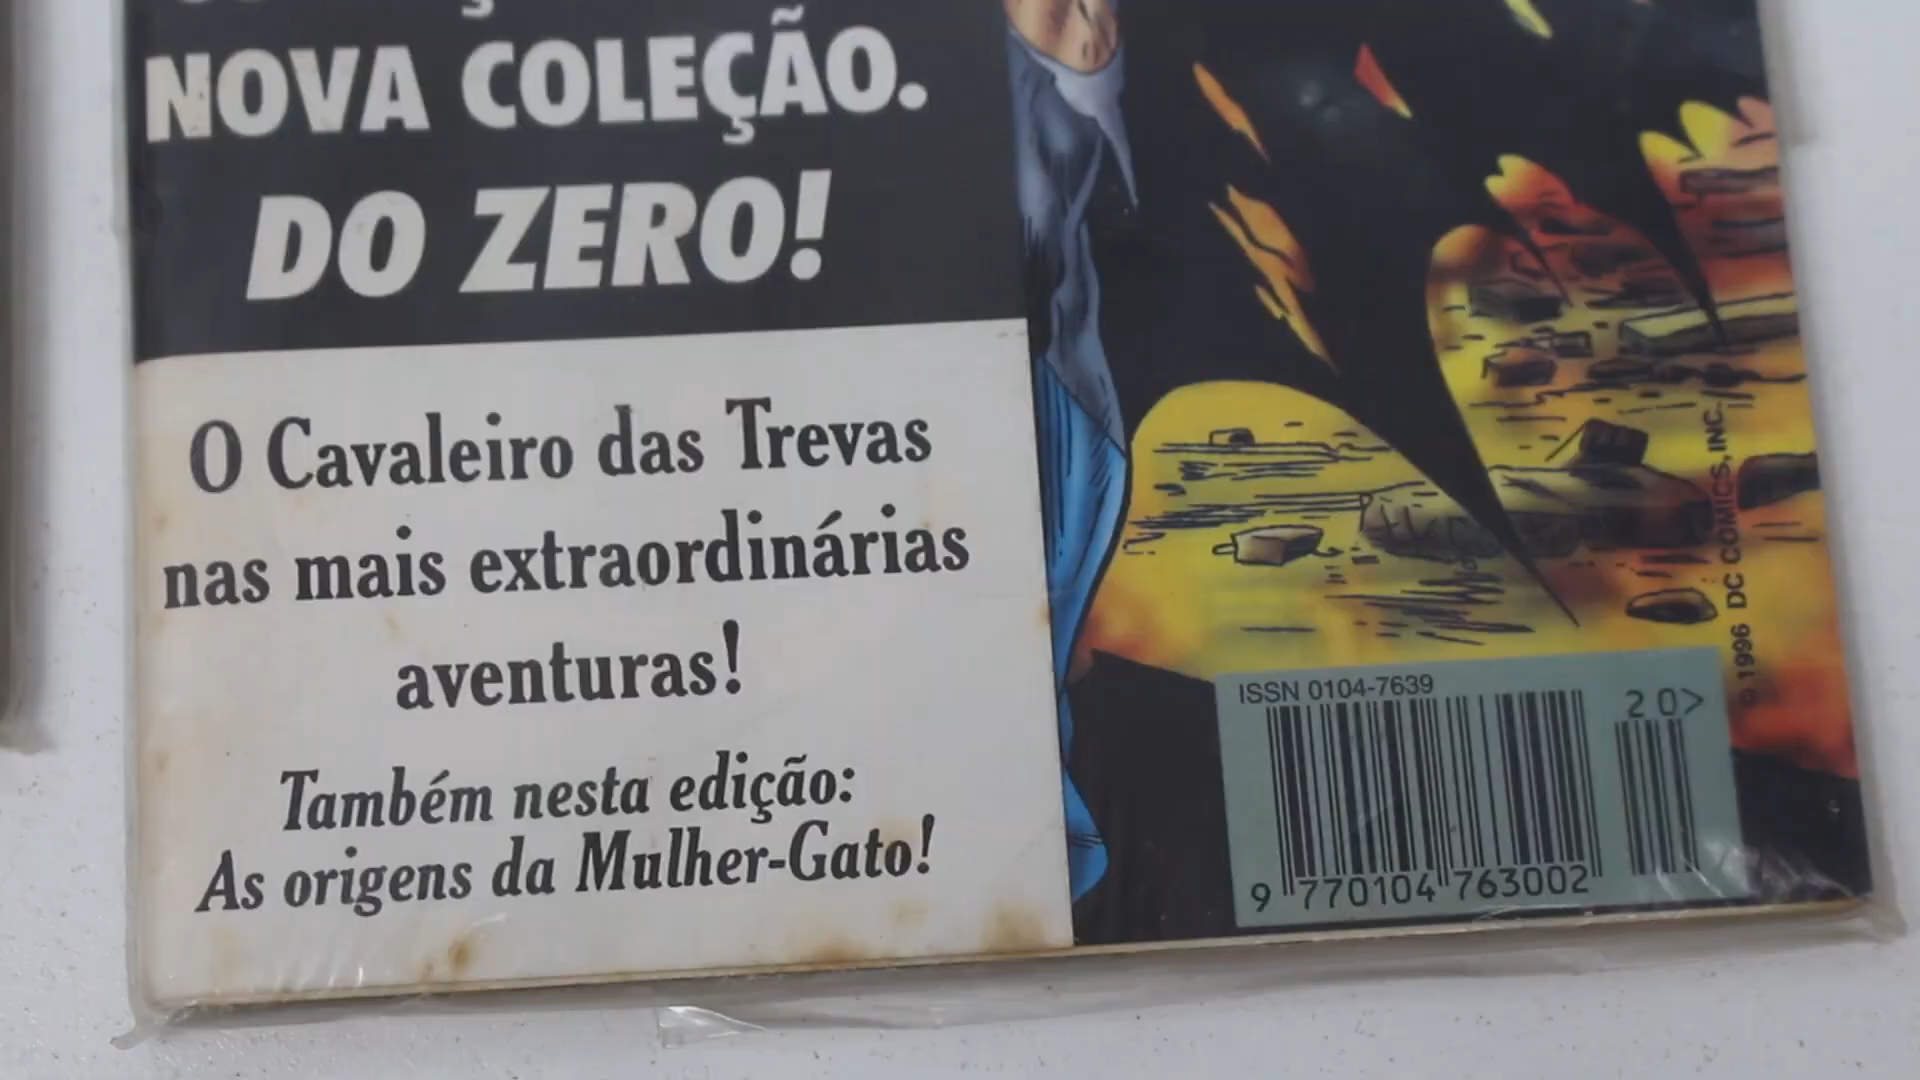 NOVA COLEÇÃO.
DO ZERO!
O Cavaleiro das Trevas
nas mais extraordinárias
aventuras!
Também nesta edição:
As origens da Mulher-Gato!
© 1996 DC COMICS, INC.
ISSN 0104-7639
20>
9 770104 763002